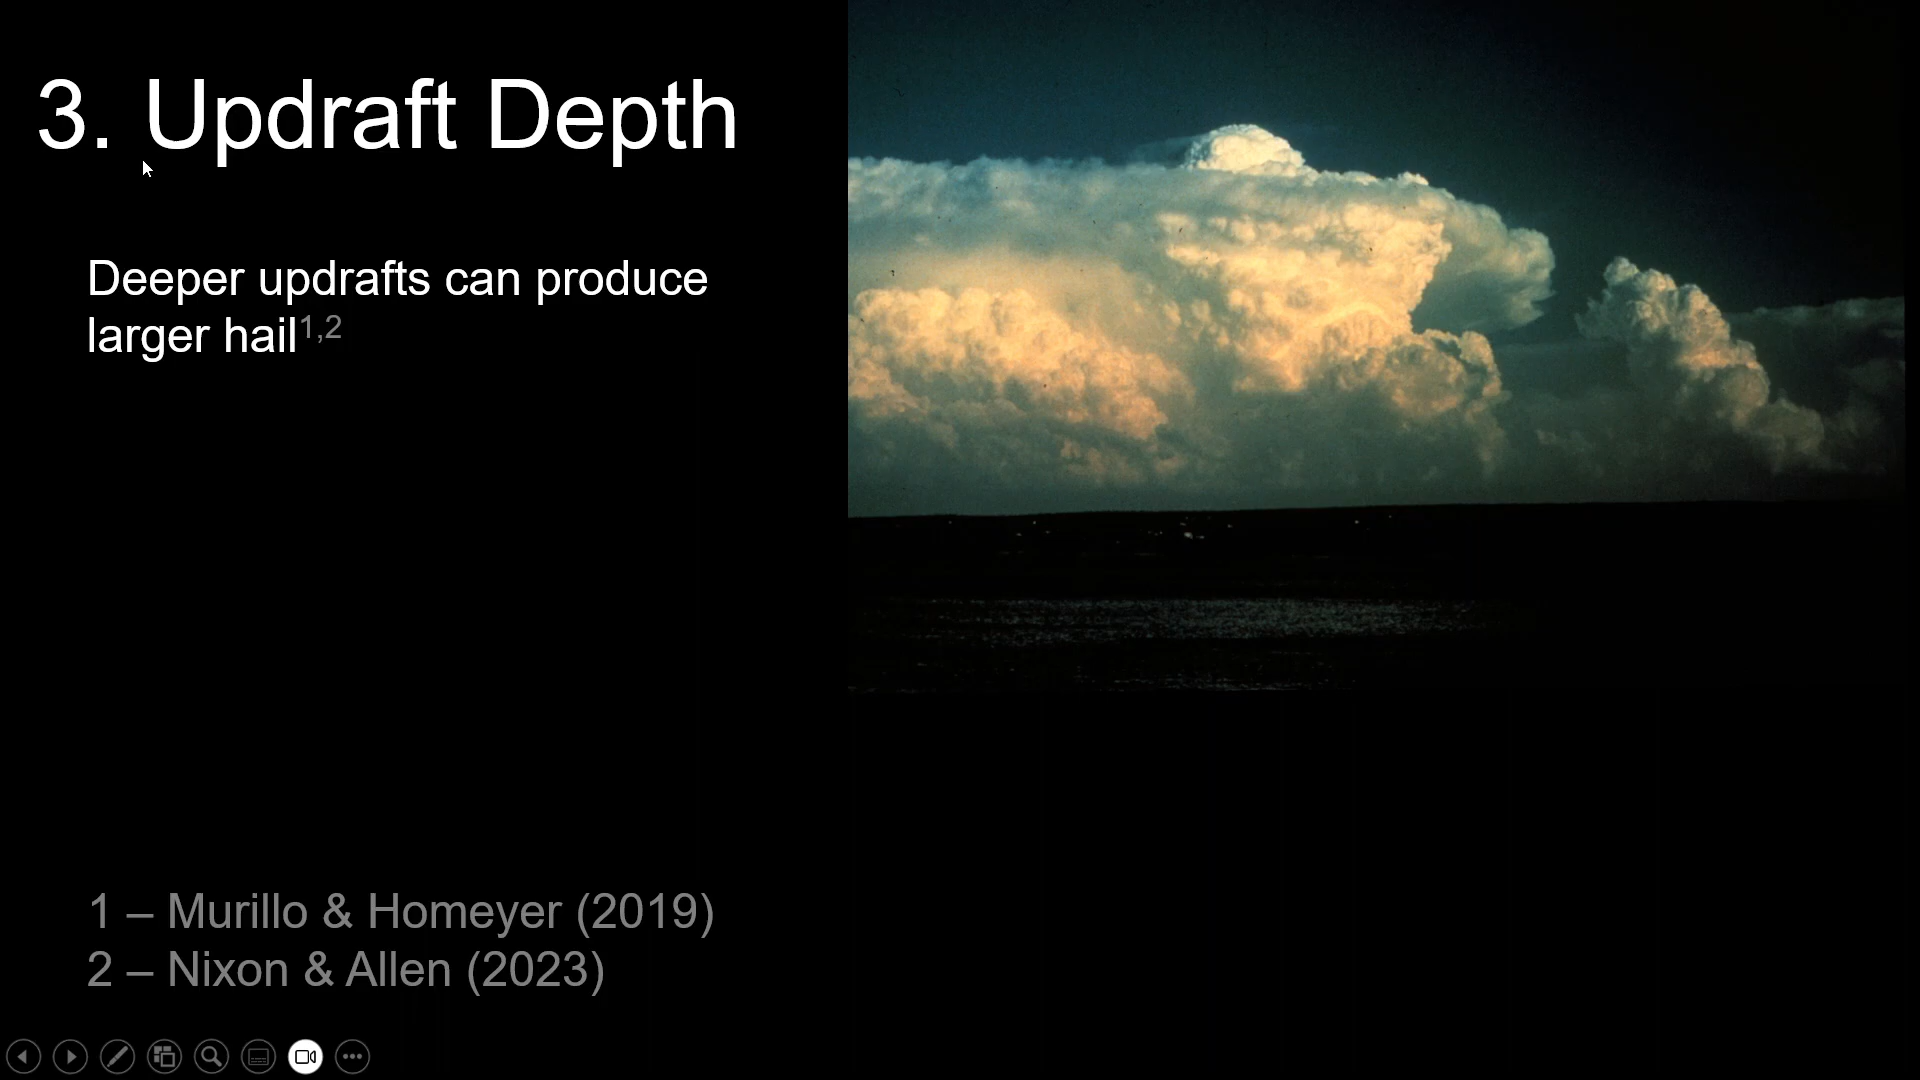 3. Updraft Depth
Deeper updrafts can produce
larger hail1,2
1 – Murillo & Homeyer (2019)
2 – Nixon & Allen (2023)